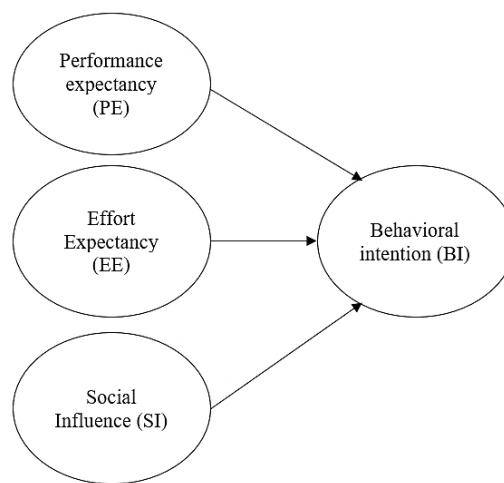 Performance
expectancy
(PE)
Effort
Expectancy
(EE)
Behavioral
intention (BI)
Social
Influence (SI)